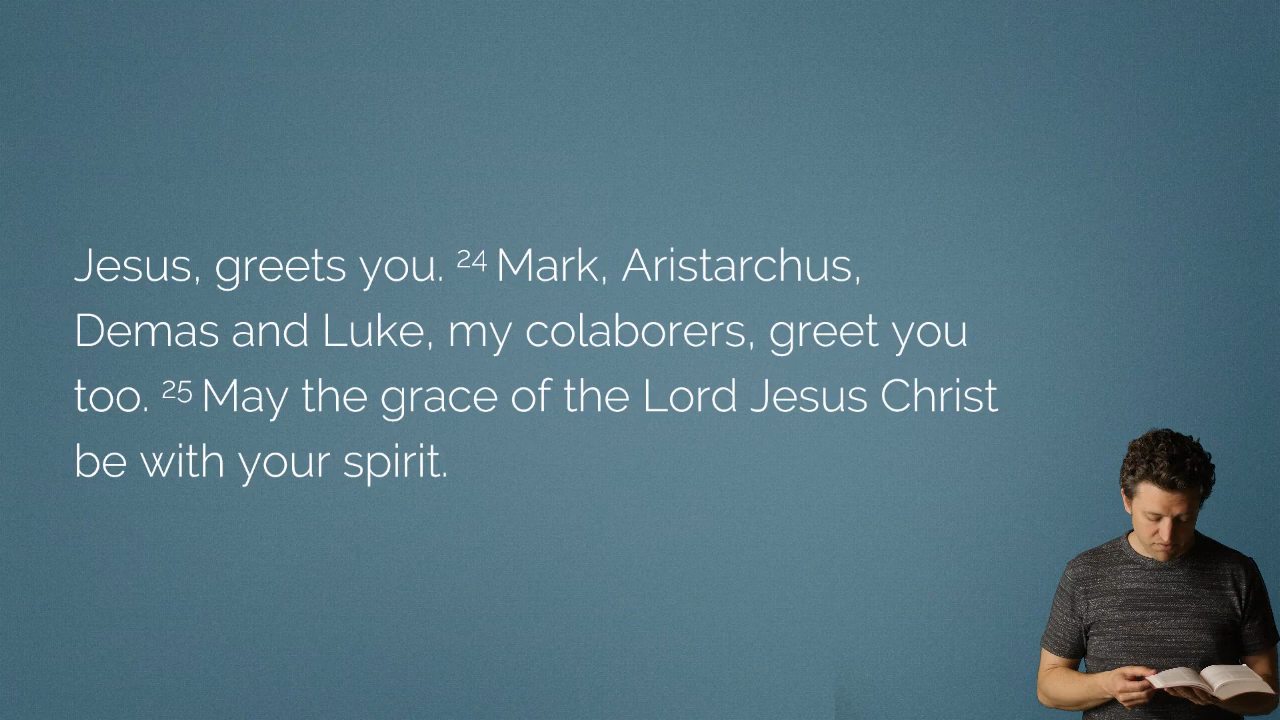 Jesus, greets you. 24 Mark, Aristarchus,
Demas and Luke, my colaborers, greet you
too. 25 May the grace of the Lord Jesus Christ
be with your spirit.